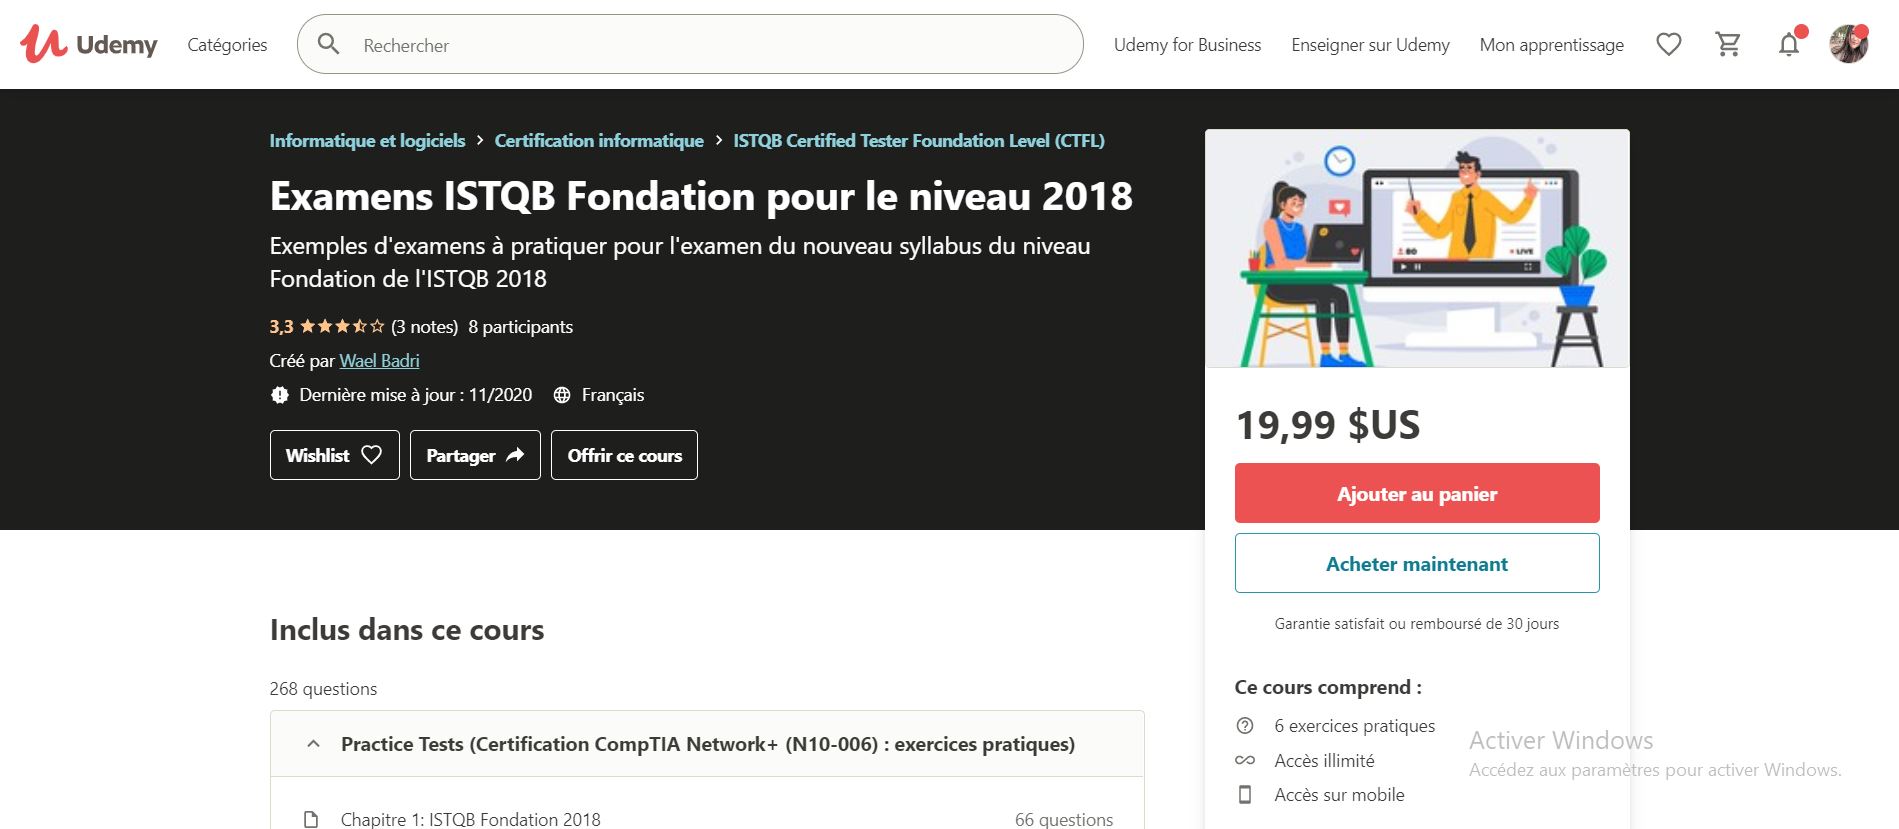 Udemy
Catégories
Rechercher
Udemy for Business
Enseigner sur Udemy
Mon apprentissage
Informatique et logiciels > Certification informatique > ISTQB Certified Tester Foundation Level (CTFL)
Examens ISTQB Fondation pour le niveau 2018
Exemples d'examens à pratiquer pour l'examen du nouveau syllabus du niveau
Fondation de l'ISTQB 2018
3,3 (3 notes) 8 participants
Créé par Wael Badri
Dernière mise à jour : 11/2020 Français
Wishlist
Partager
Offrir ce cours
80
LIVE
19,99 $US
Ajouter au panier
Acheter maintenant
Garantie satisfait ou remboursé de 30 jours
Ce cours comprend :
6 exercices pratiques
Accès illimité
Accès sur mobile
Inclus dans ce cours
268 questions
Practice Tests (Certification CompTIA Network+ (N10-006) : exercices pratiques)
Chapitre 1: ISTQB Fondation 2018 66 questions
Activer Windows
Accédez aux paramètres pour activer Windows.